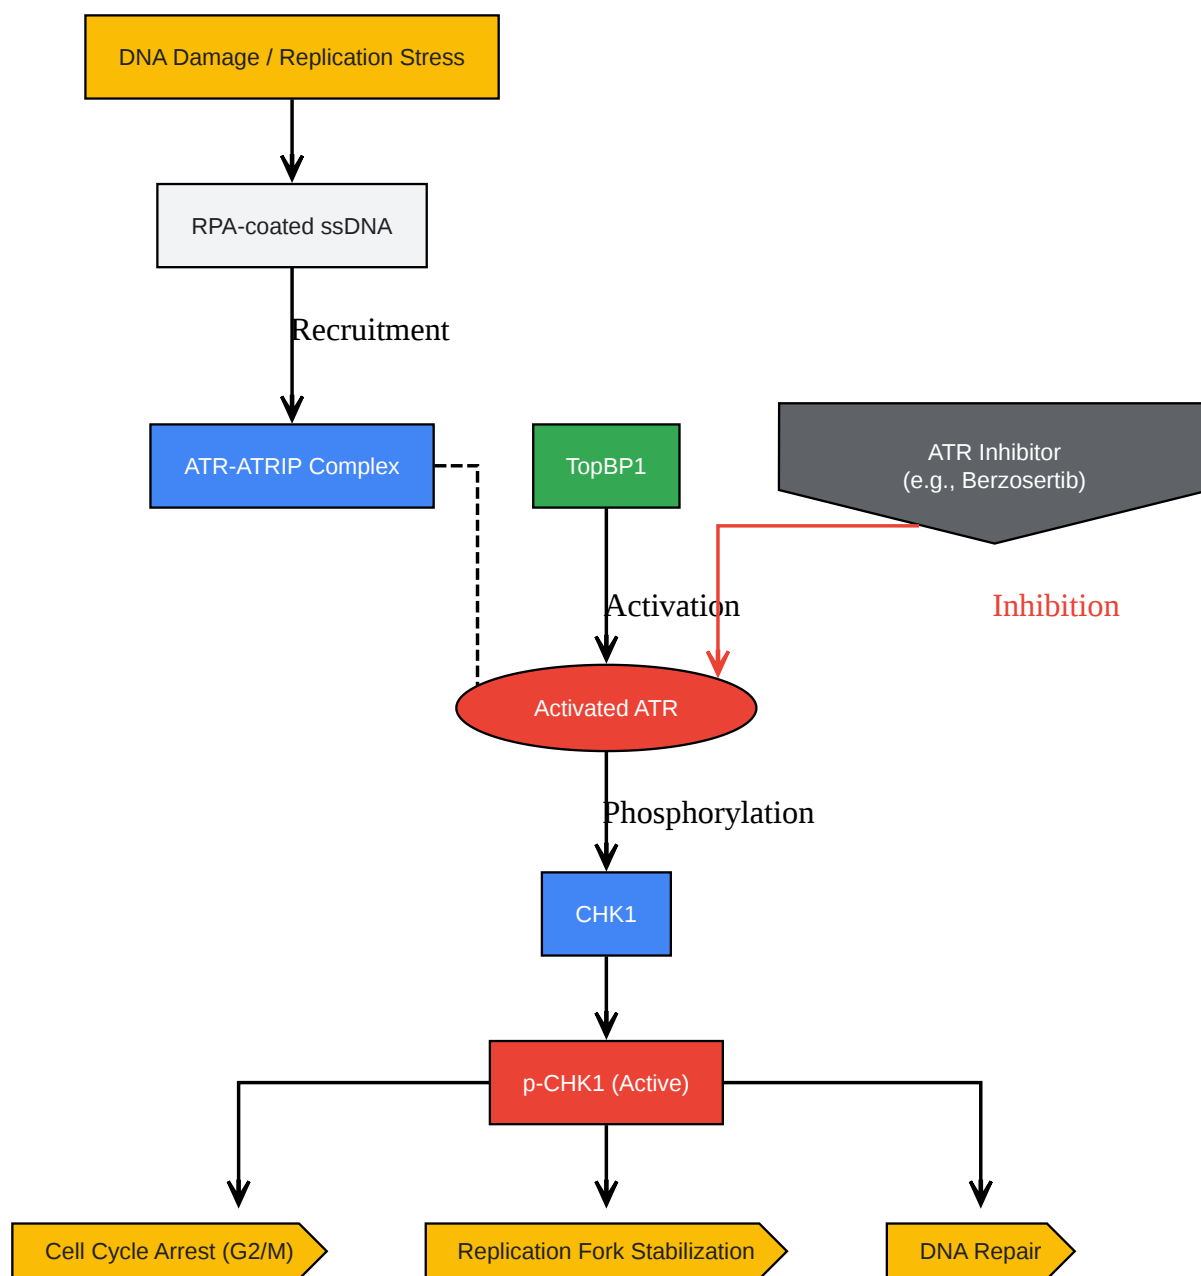 DNA Damage / Replication Stress
RPA-coated ssDNA
Recruitment
ATR-ATRIP Complex
TopBP1
ATR Inhibitor
(e.g., Berzosertib)
Activation
Inhibition
Activated ATR
Phosphorylation
CHK1
p-CHK1 (Active)
Cell Cycle Arrest (G2/M)
Replication Fork Stabilization
DNA Repair